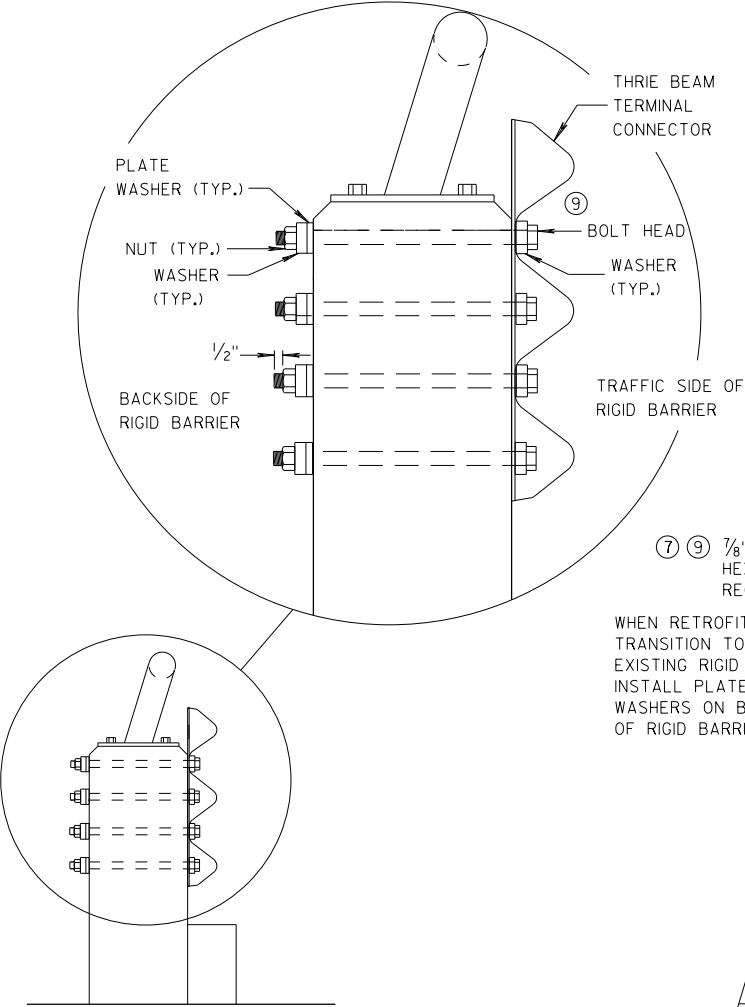 THRIE BEAM
TERMINAL
CONNECTOR
PLATE
WASHER (TYP.)
9
BOLT HEAD
NUT (TYP.)
WASHER
(TYP.)
WASHER
(TYP.)
1/2"
BACKSIDE OF
RIGID BARRIER
TRAFFIC SIDE OF
RIGID BARRIER
7 9 7/8"
WHEN RETROFIT
TRANSITION TO
EXISTING RIGID
INSTALL PLATE
WASHERS ON
OF RIGID